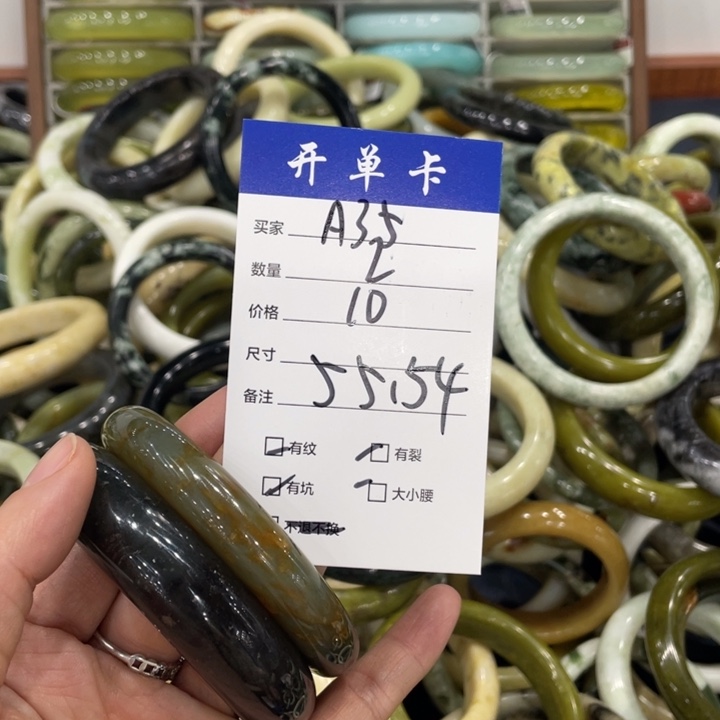 开单卡
买家 A35
数量 2
价格 10
尺寸
备注 55.54
有纹 有裂
有坑 大小腰
不退不换